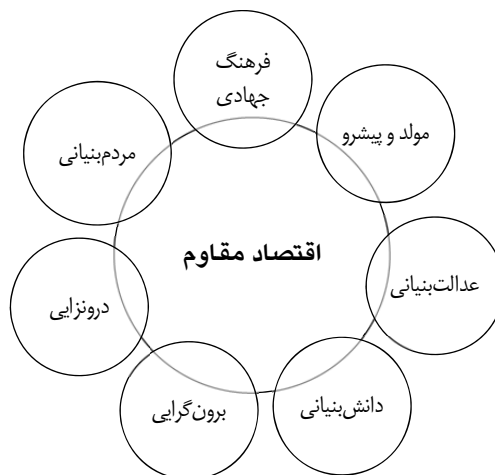 فرهنگ
جهادی
مولد و پیشرو
مردم‌بنیانی
اقتصاد مقاوم
عدالت‌بنیانی
درونزایی
دانش‌بنیانی
برون‌گرایی